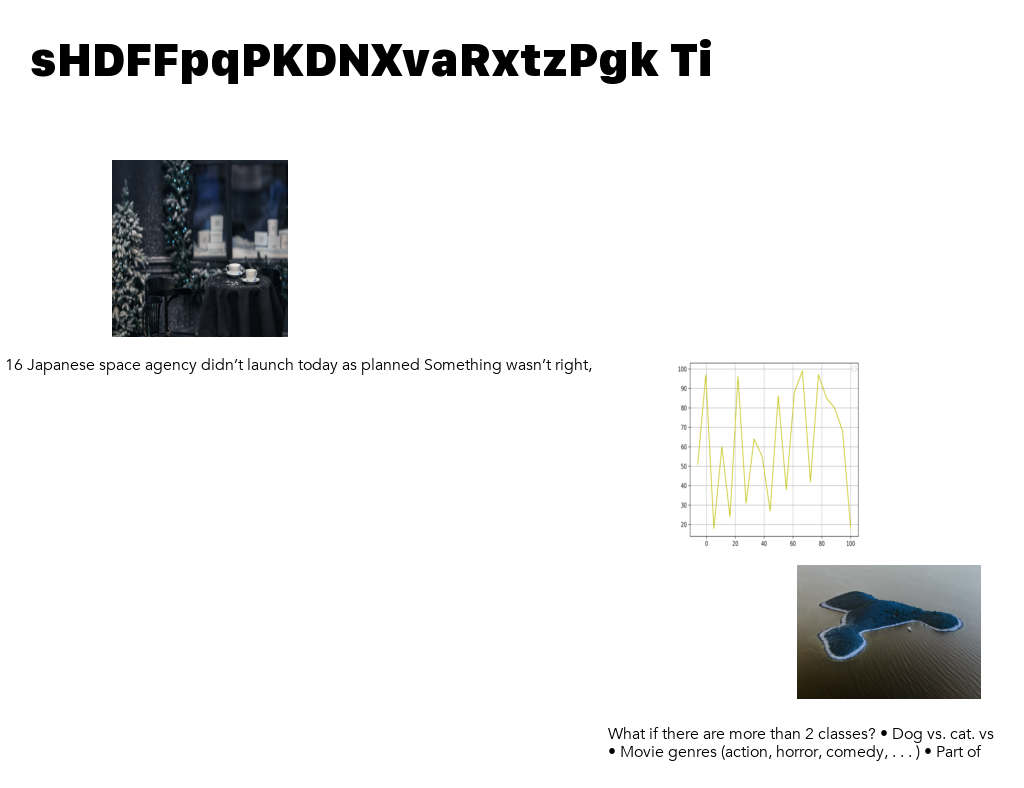 sHDFFpqPKDNXvaRxtzPgk Ti
16 Japanese space agency didn’t launch today as planned Something wasn’t right,
100
90
80
70
60
50
40
30
20
0 20 40 60 80 100
What if there are more than 2 classes? • Dog vs. cat. vs
• Movie genres (action, horror, comedy, . . . ) • Part of